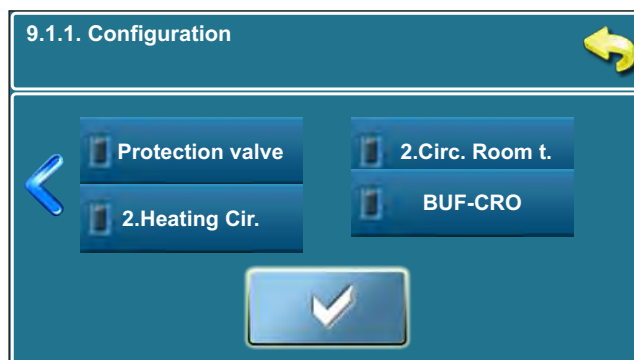 9.1.1. Configuration
Protection valve
2.Circ. Room t.
2.Heating Cir.
BUF-CRO